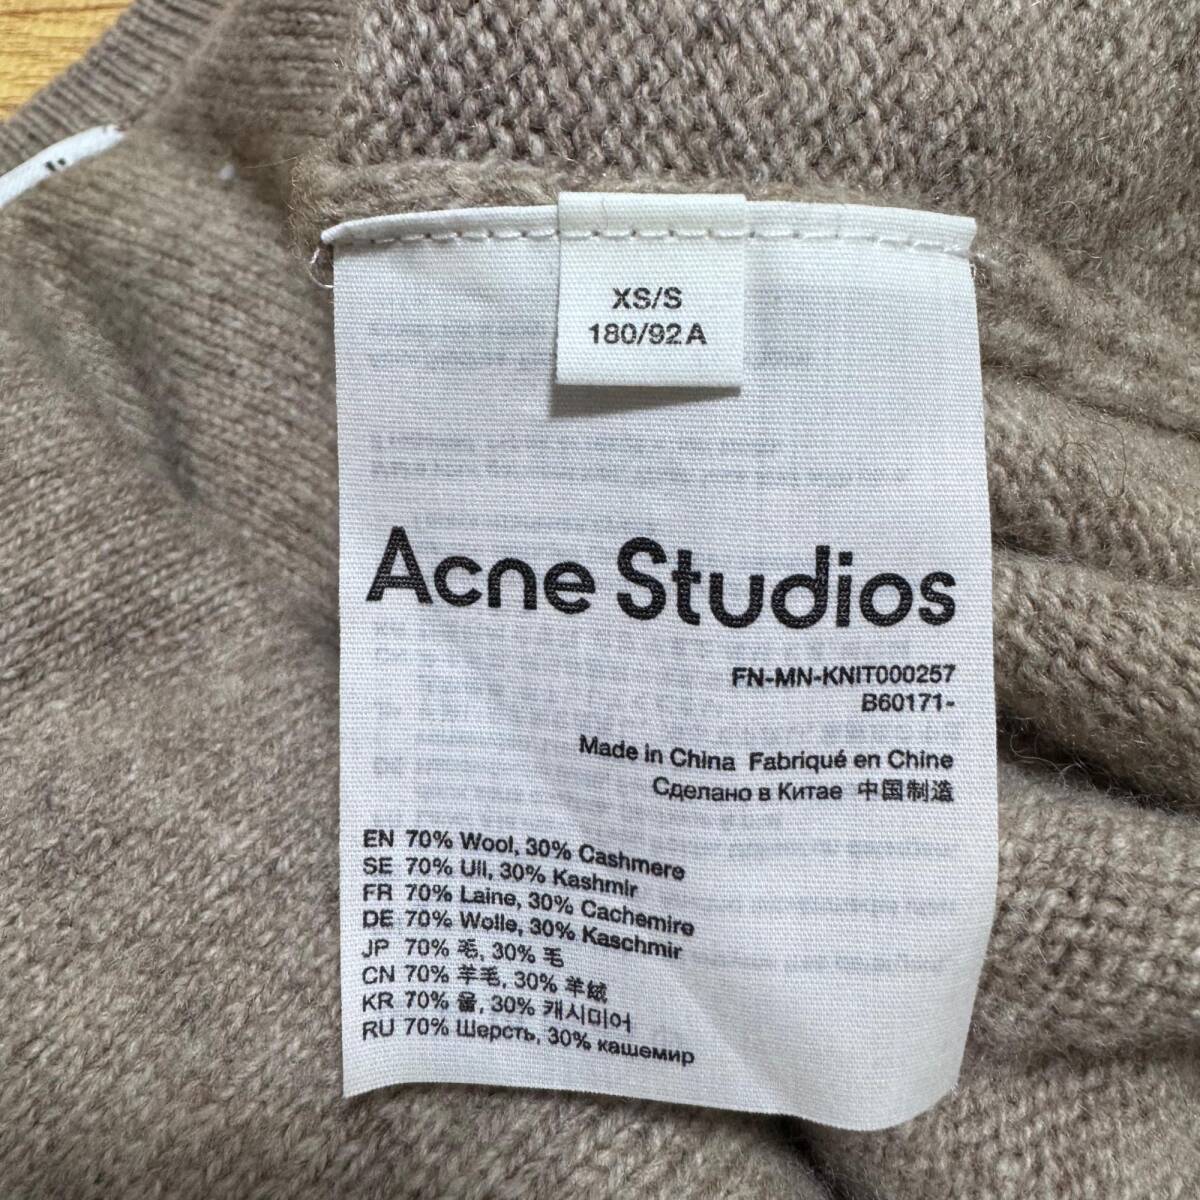 XS/S
180/92A
Acne Studios
FN-MN-KNIT000257
B60171-
Made in China Fabriqué en Chine
Сделано в Китае 中国制造
EN 70% Wool, 30% Cashmere
SE 70% Ull, 30% Kashmir
FR 70% Laine, 30% Cachemire
DE 70% Wolle, 30% Kaschmir
JP 70% 毛, 30% 毛
CN 70% 羊毛, 30% 羊绒
KR 70% 울, 30% 캐시미어
RU 70% Шерсть, 30% кашемир